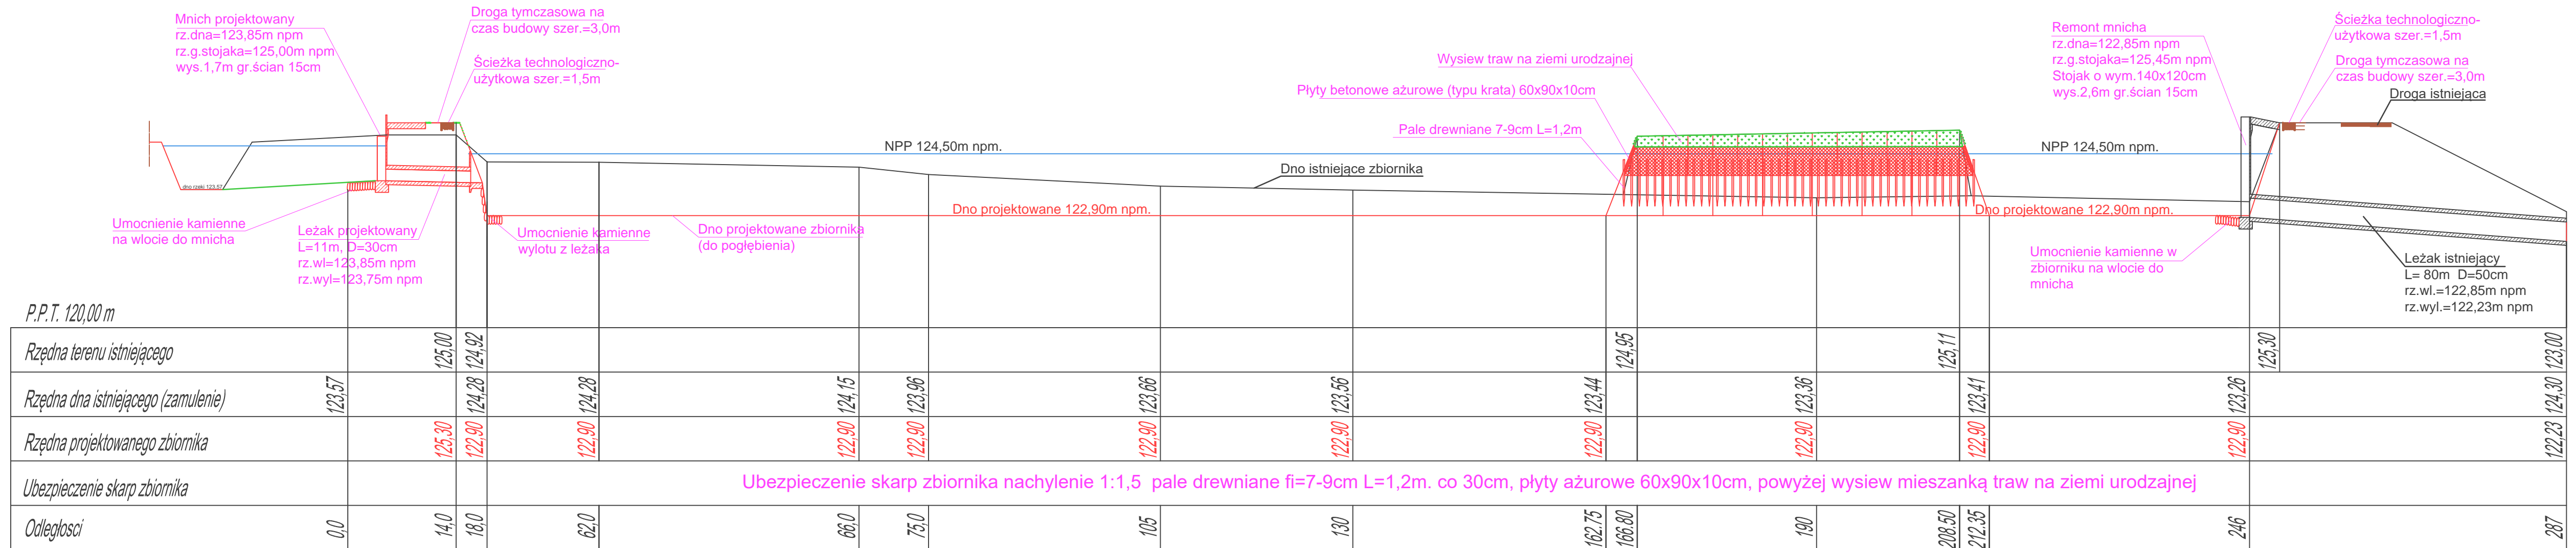 Mnich projektowany
rz.dna=123,85m npm
rz.g.stojaka=125,00m npm
wys.1,7m gr.ścian 15cm
Droga tymczasowa na
czas budowy szer.=3,0m
Ścieżka technologiczno-
użytkowa szer.=1,5m
Wysiew traw na ziemi urodzajnej
Płyty betonowe ażurowe (typu krata) 60x90x10cm
Pale drewniane 7-9cm L=1,2m
Remont mnicha
rz.dna=122,85m npm
rz.g.stojaka=125,45m npm
Stojak o wym.140x120cm
wys.2,6m gr.ścian 15cm
Ścieżka technologiczno-
użytkowa szer.=1,5m
Droga tymczasowa na
czas budowy szer.=3,0m
Droga istniejąca
NPP 124,50m npm.
NPP 124,50m npm.
Dno istniejące zbiornika
dno rzeki 123,57
Dno projektowane 122,90m npm.
Dno projektowane 122,90m npm.
Umocnienie kamienne
na wlocie do mnicha
Leżak projektowany
L=11m, D=30cm
rz.wl=123,85m npm
rz.wyl=123,75m npm
Umocnienie kamienne
wylotu z leżaka
Dno projektowane zbiornika
(do pogłębienia)
Umocnienie kamienne w
zbiorniku na wlocie do
mnicha
Leżak istniejący
L= 80m D=50cm
rz.wl.=122,85m npm
rz.wyl.=122,23m npm
P.P.T. 120,00 m
Rzędna terenu istniejącego 125,00 124,92 124,95 125,11 125,30 123,00
Rzędna dna istniejącego (zamulenie) 123,57 124,28 124,28 124,15 123,96 123,66 123,56 123,44 123,36 123,41 123,26 124,30
Rzędna projektowanego zbiornika 125,30 122,90 122,90 122,90 122,90 122,90 122,90 122,90 122,90 122,90 122,90 122,23
Ubezpieczenie skarp zbiornika Ubezpieczenie skarp zbiornika nachylenie 1:1,5 pale drewniane fi=7-9cm L=1,2m. co 30cm, płyty ażurowe 60x90x10cm, powyżej wysiew mieszanką traw na ziemi urodzajnej
Odległosci 0,0 14,0 18,0 62,0 66,0 75,0 105 130 162.75 166.80 190 208.50 212.35 246 287